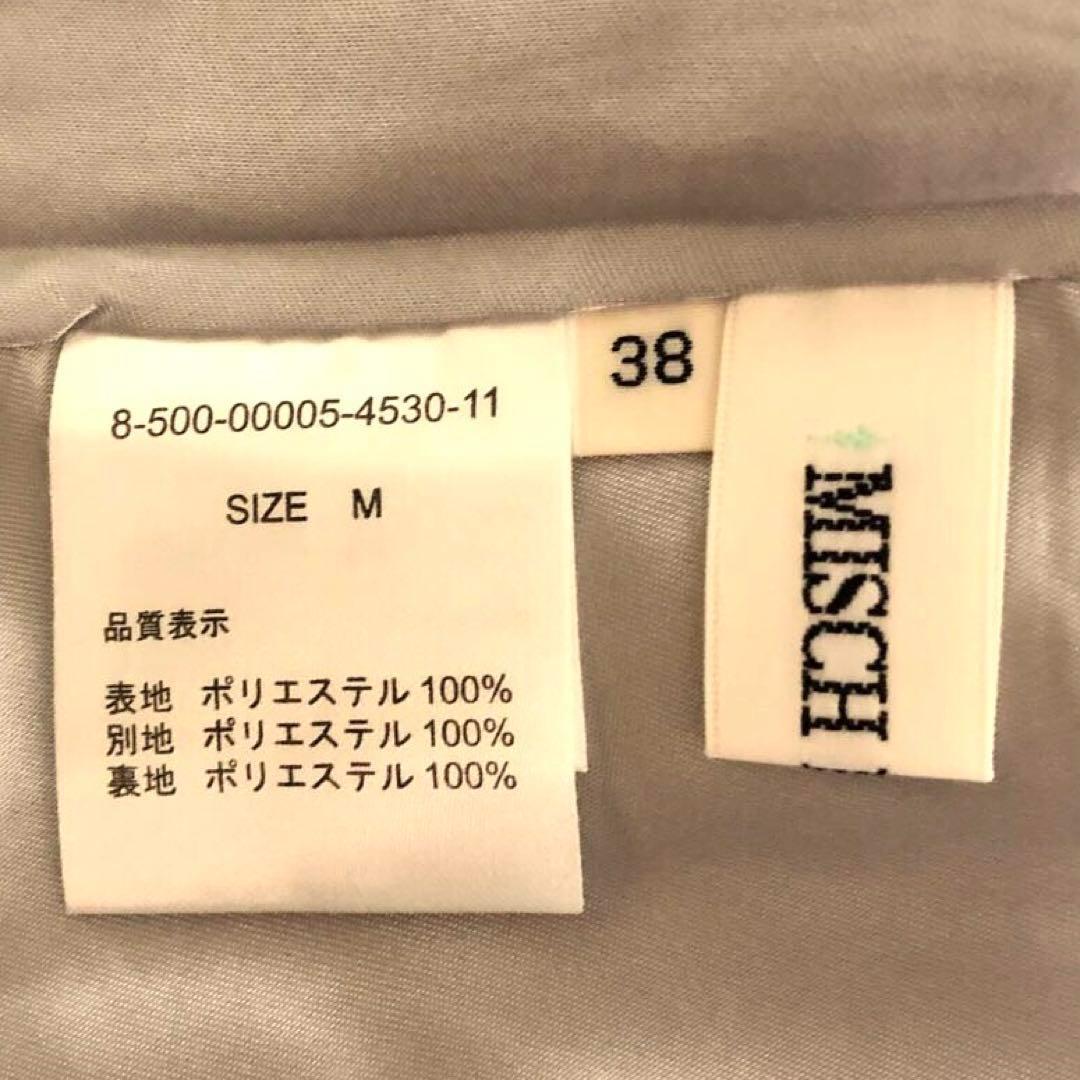 8-500-00005-4530-11
SIZE M
品質表示
表地 ポリエステル 100%
別地 ポリエステル 100%
裏地 ポリエステル 100%
38
MISCH